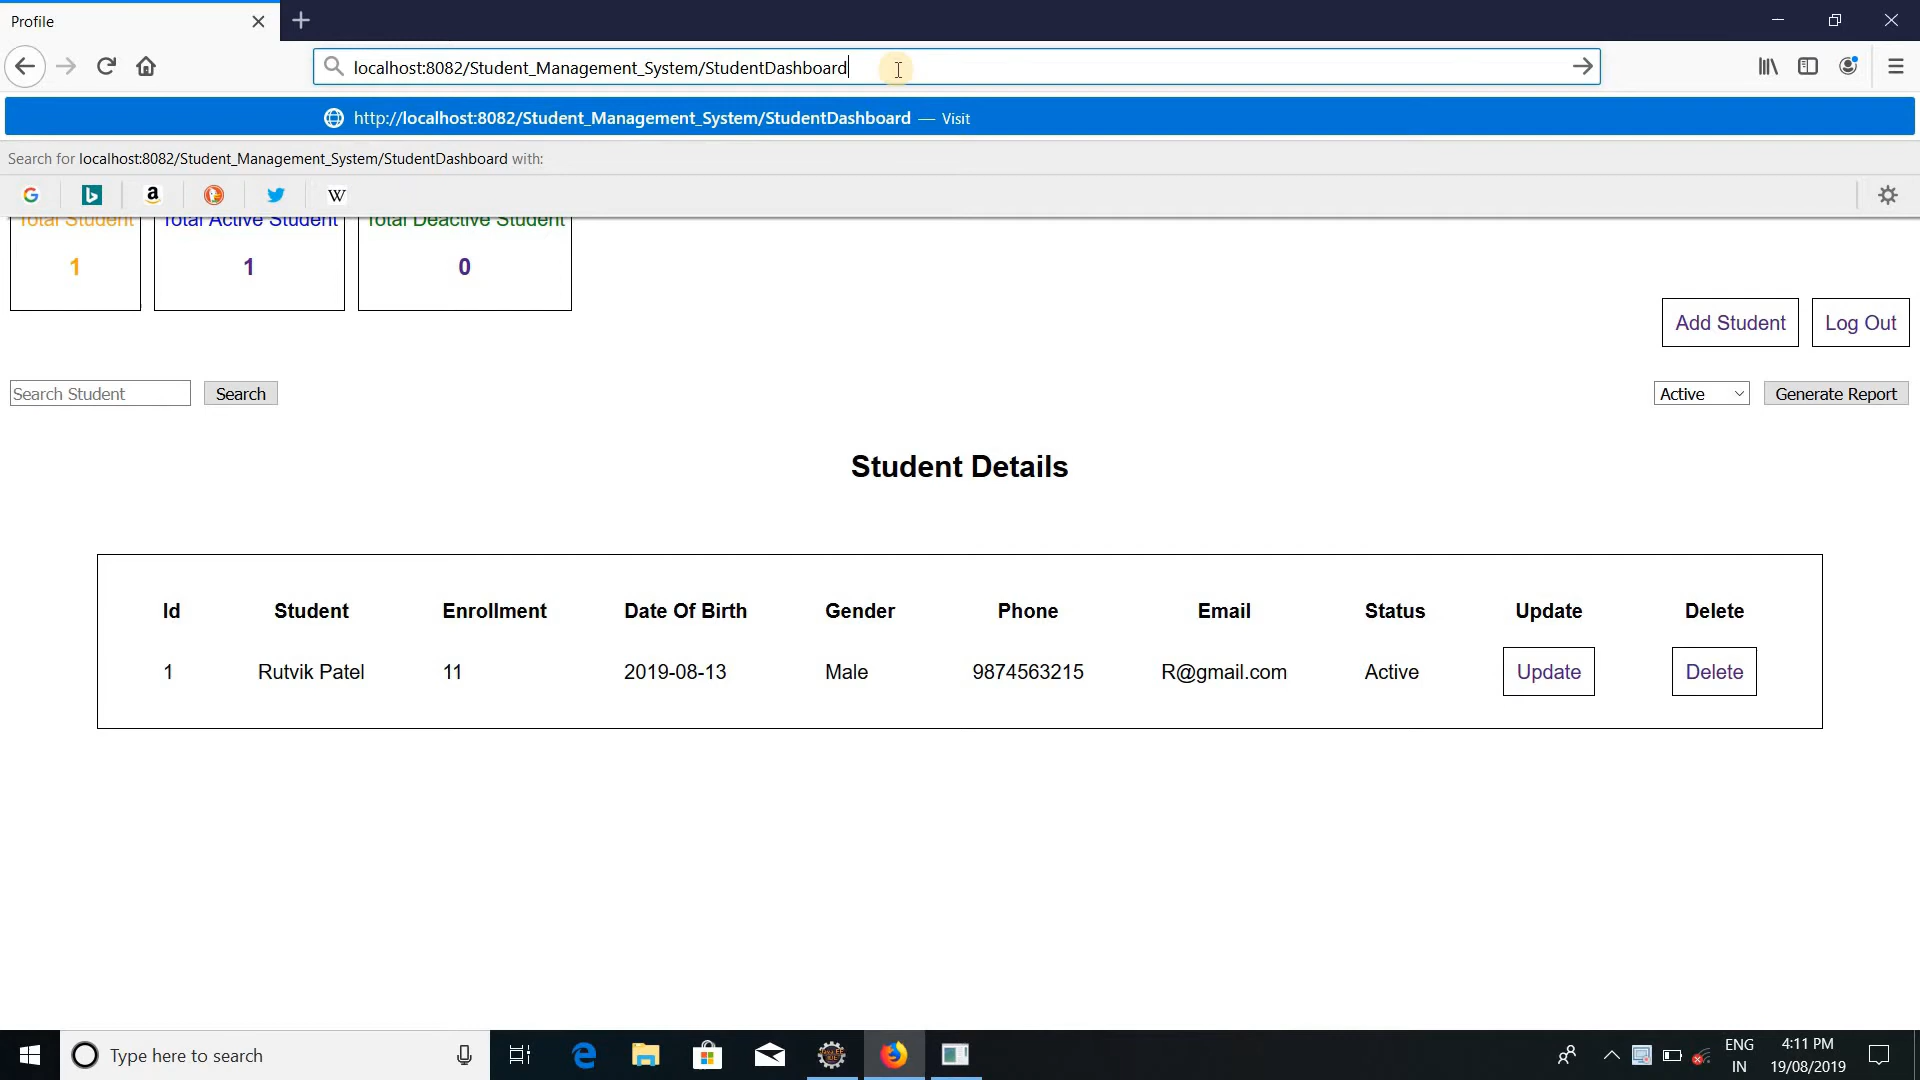 Profile
localhost:8082/Student_Management_System/StudentDashboard
http://localhost:8082/Student_Management_System/StudentDashboard — Visit
Search for localhost:8082/Student_Management_System/StudentDashboard with:
Total Student Total Active Student Total Deactive Student
1 1 0
Add Student Log Out
Search Student Search Active Generate Report
Student Details
Id Student Enrollment Date Of Birth Gender Phone Email Status Update Delete
1 Rutvik Patel 11 2019-08-13 Male 9874563215 R@gmail.com Active Update Delete
Type here to search
ENG
IN
4:11 PM
19/08/2019